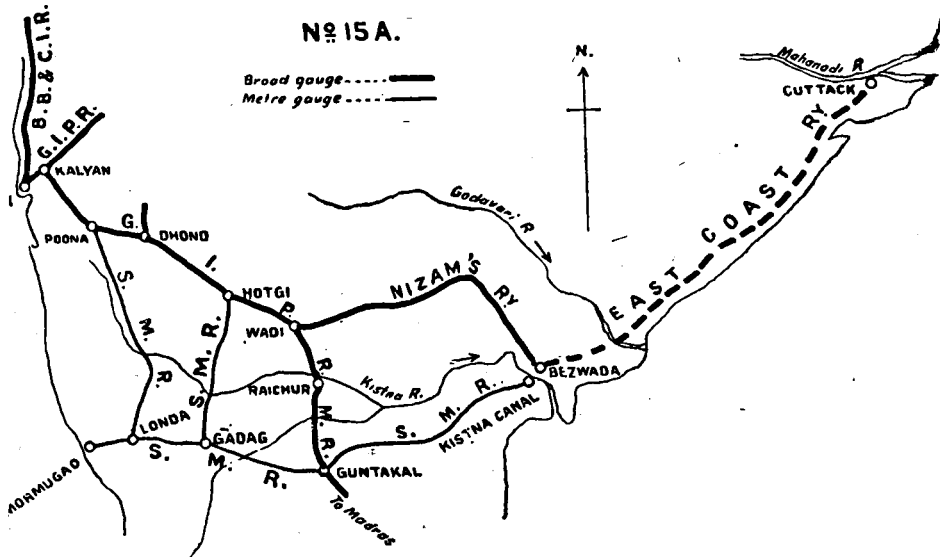 No 15 A.
Broad gauge
Metre gauge
N.
Mahanadi R
CUTTACK
B. B. & C. I. R.
G. I. P. R.
KALYAN
POONA
G. I. P. R.
DHOND
HOTGI
WADI
NIZAM'S RY.
Godaveri R
EAST COAST RY.
BEZWADA
S. M. R.
S. M. R.
RAICHUR
Kistna R.
M. R.
S. M. R.
KISTNA CANAL
LONDA
GADAG
S. M. R.
GUNTAKAL
MORMUGAO
To Madras